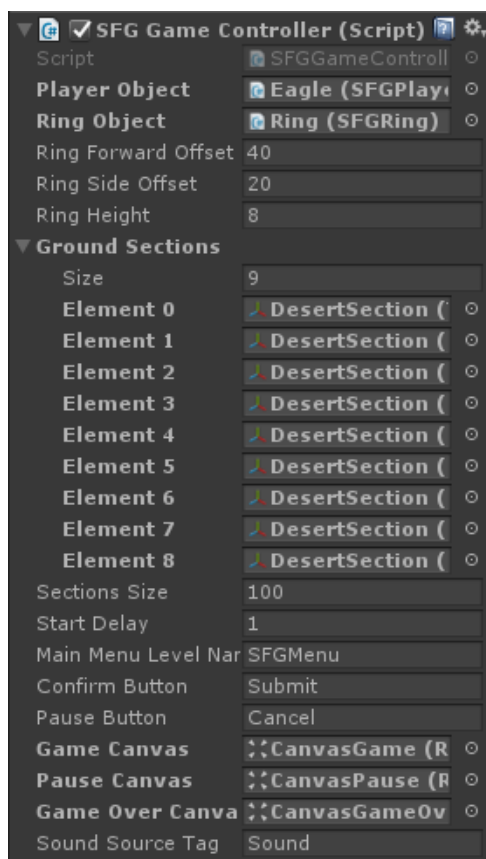 SFG Game Controller (Script)
Script SFGGameControll
Player Object Eagle (SFGPlaye
Ring Object Ring (SFGRing)
Ring Forward Offset 40
Ring Side Offset 20
Ring Height 8
Ground Sections
Size 9
Element 0 DesertSection (
Element 1 DesertSection (
Element 2 DesertSection (
Element 3 DesertSection (
Element 4 DesertSection (
Element 5 DesertSection (
Element 6 DesertSection (
Element 7 DesertSection (
Element 8 DesertSection (
Sections Size 100
Start Delay 1
Main Menu Level Nar SFGMenu
Confirm Button Submit
Pause Button Cancel
Game Canvas CanvasGame (R
Pause Canvas CanvasPause (R
Game Over Canva CanvasGameOv
Sound Source Tag Sound